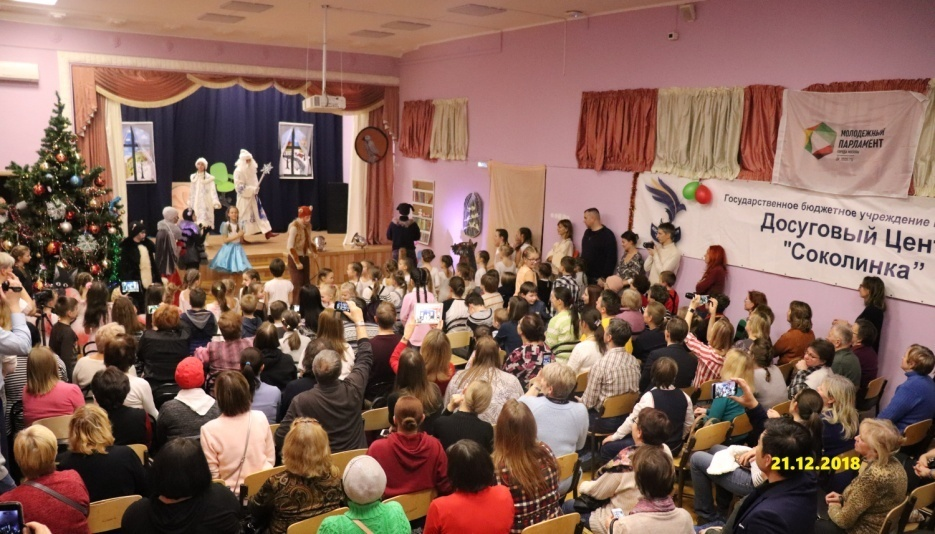 МОЛОДЕЖНЫЙ
ПАРЛАМЕНТ
Государственное бюджетное учреждение
Досуговый Цент
"Соколинка"
21.12.2018